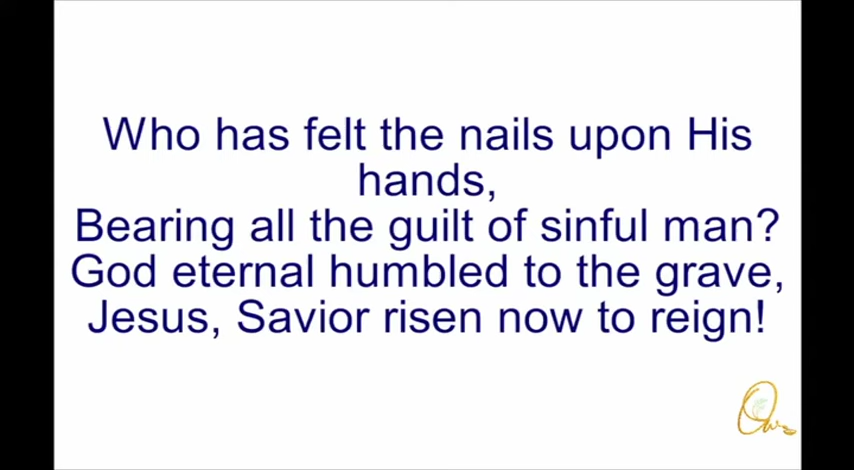 Who has felt the nails upon His
hands,
Bearing all the guilt of sinful man?
God eternal humbled to the grave,
Jesus, Savior risen now to reign!